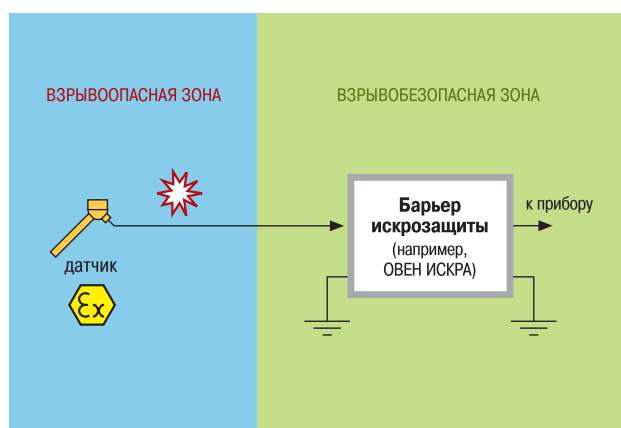 ВЗРЫВООПАСНАЯ ЗОНА
ВЗРЫВОБЕЗОПАСНАЯ ЗОНА
Барьер
искрозащиты
(например,
ОВЕН ИСКРА)
к прибору
датчик
Ex